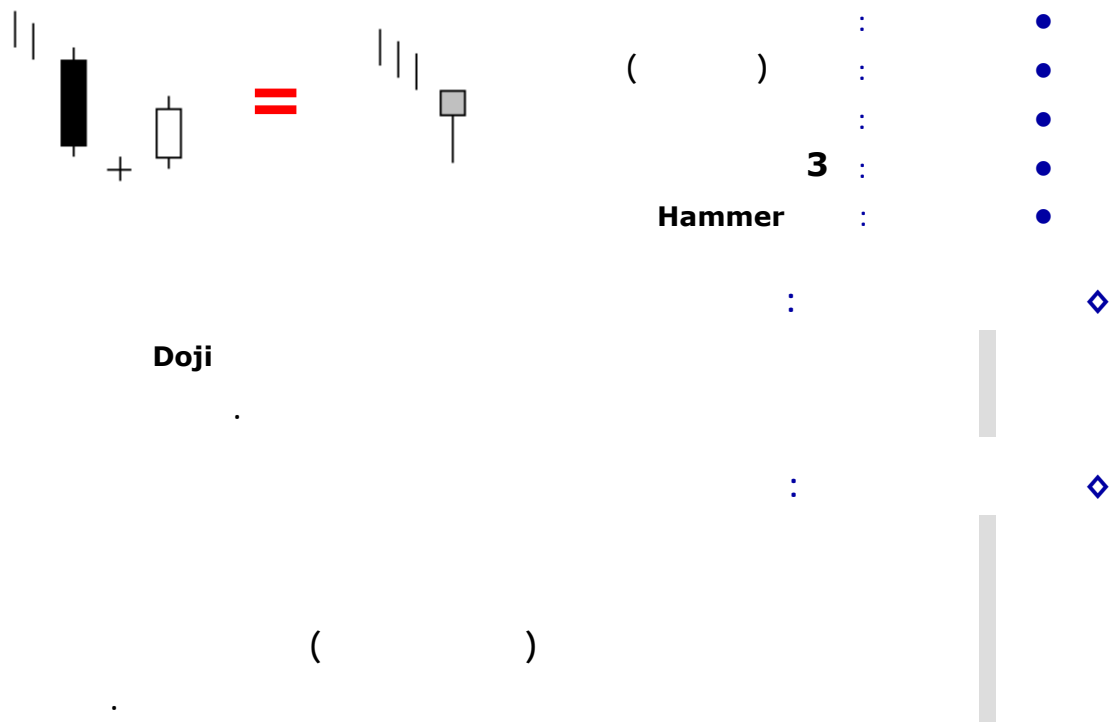 • :
• : ( )
• :
• : 3
• : Hammer
◇ :
Doji
.
◇ :
( )
.